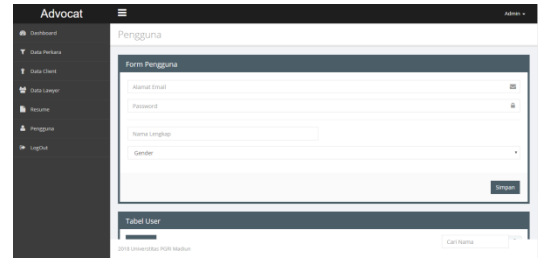 Advocat
Admin
Dashboard
Pengguna
Data Perkara
Data Client
Data Lawyer
Resume
Pengguna
LogOut
Form Pengguna
Alamat Email
Password
Nama Lengkap
Gender
Simpan
Tabel User
Cari Nama
2018 Universitas PGRI Madiun